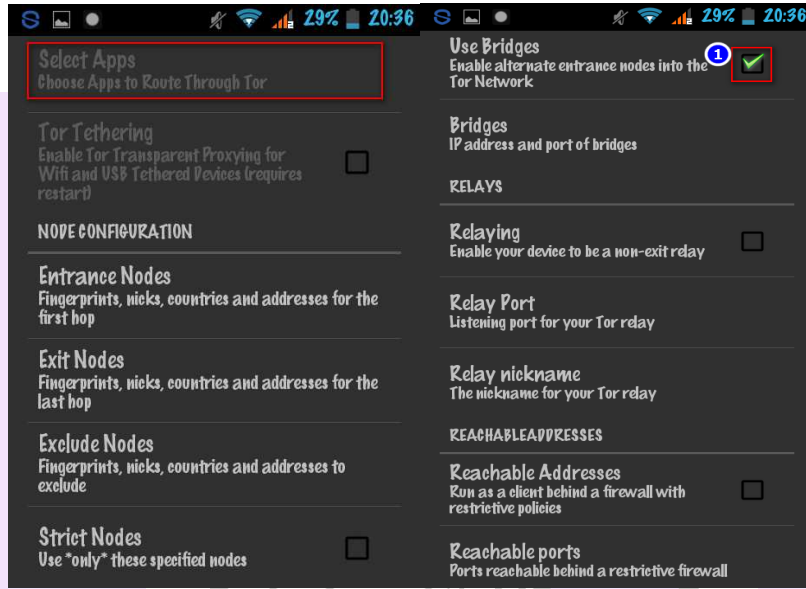 29% 20:36
Select Apps
Choose Apps to Route Through Tor
Tor Tethering
Enable Tor Transparent Proxying for
Wifi and USB Tethered Devices (requires
restart)
NODE CONFIGURATION
Entrance Nodes
Fingerprints, nicks, countries and addresses for the
first hop
Exit Nodes
Fingerprints, nicks, countries and addresses for the
last hop
Exclude Nodes
Fingerprints, nicks, countries and addresses to
exclude
Strict Nodes
Use *only* these specified nodes
29% 20:36
Use Bridges
Enable alternate entrance nodes into the
Tor Network
1
Bridges
IP address and port of bridges
RELAYS
Relaying
Enable your device to be a non-exit relay
Relay Port
Listening port for your Tor relay
Relay nickname
The nickname for your Tor relay
REACHABLEADDRESSES
Reachable Addresses
Run as a client behind a firewall with
restrictive policies
Reachable ports
Ports reachable behind a restrictive firewall